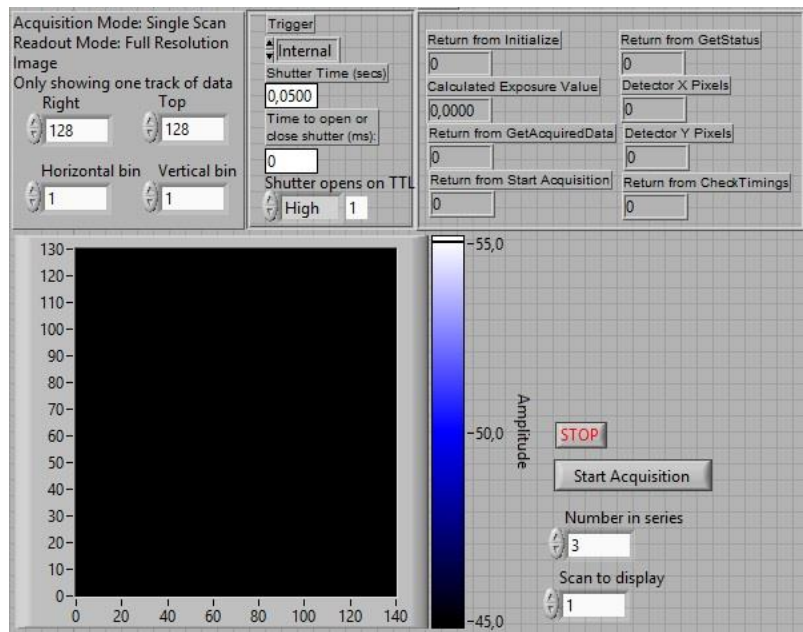 Acquisition Mode: Single Scan
Readout Mode: Full Resolution
Image
Only showing one track of data
Right
Top
128
128
Horizontal bin
Vertical bin
1
1
Trigger
Internal
Shutter Time (secs)
0,0500
Time to open or
close shutter (ms):
0
Shutter opens on TTL
High
1
Return from Initialize
0
Calculated Exposure Value
0,0000
Return from GetAcquiredData
0
Return from Start Acquisition
0
Return from GetStatus
0
Detector X Pixels
0
Detector Y Pixels
0
Return from CheckTimings
0
130
120
110
100
90
80
70
60
50
40
30
20
10
0
0 20 40 60 80 100 120 140
55,0
50,0
45,0
Amplitude
STOP
Start Acquisition
Number in series
3
Scan to display
1